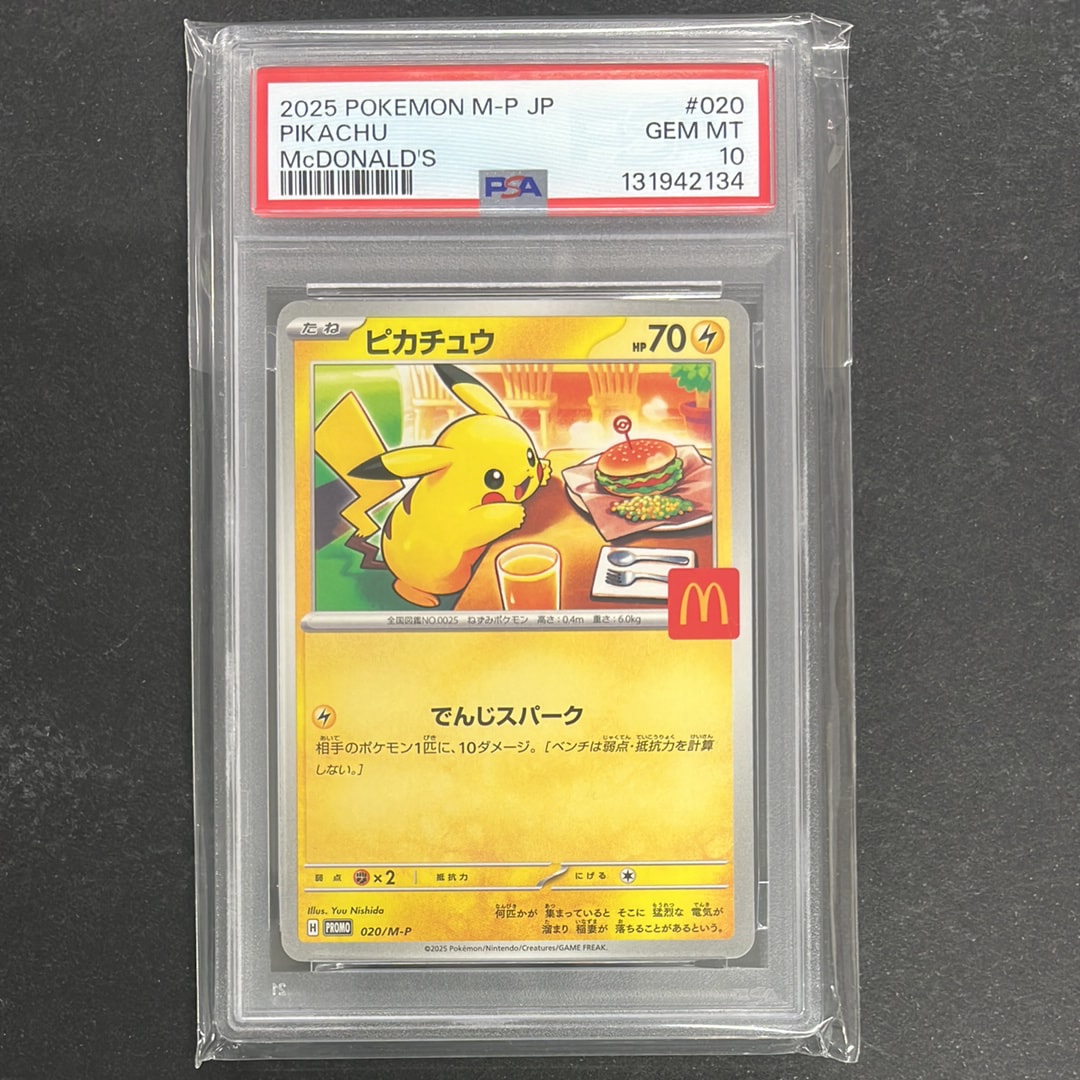 2025 POKEMON M-P JP #020
PIKACHU GEM MT
McDONALD'S 10
PSA 131942134
たね ピカチュウ HP70
全国図鑑NO.0025 ねずみポケモン 高さ:0.4m 重さ:6.0kg
でんじスパーク
相手のポケモン1匹に、10ダメージ。[ベンチは弱点・抵抗力を計算
しない。]
弱点 ×2 抵抗力 にげる
Illus. Yuu Nishida
何匹かが 集まっていると そこに 猛烈な 電気が
溜まり 稲妻が 落ちることがあるという。
H PROMO 020/M-P
©2025 Pokémon/Nintendo/Creatures/GAME FREAK.